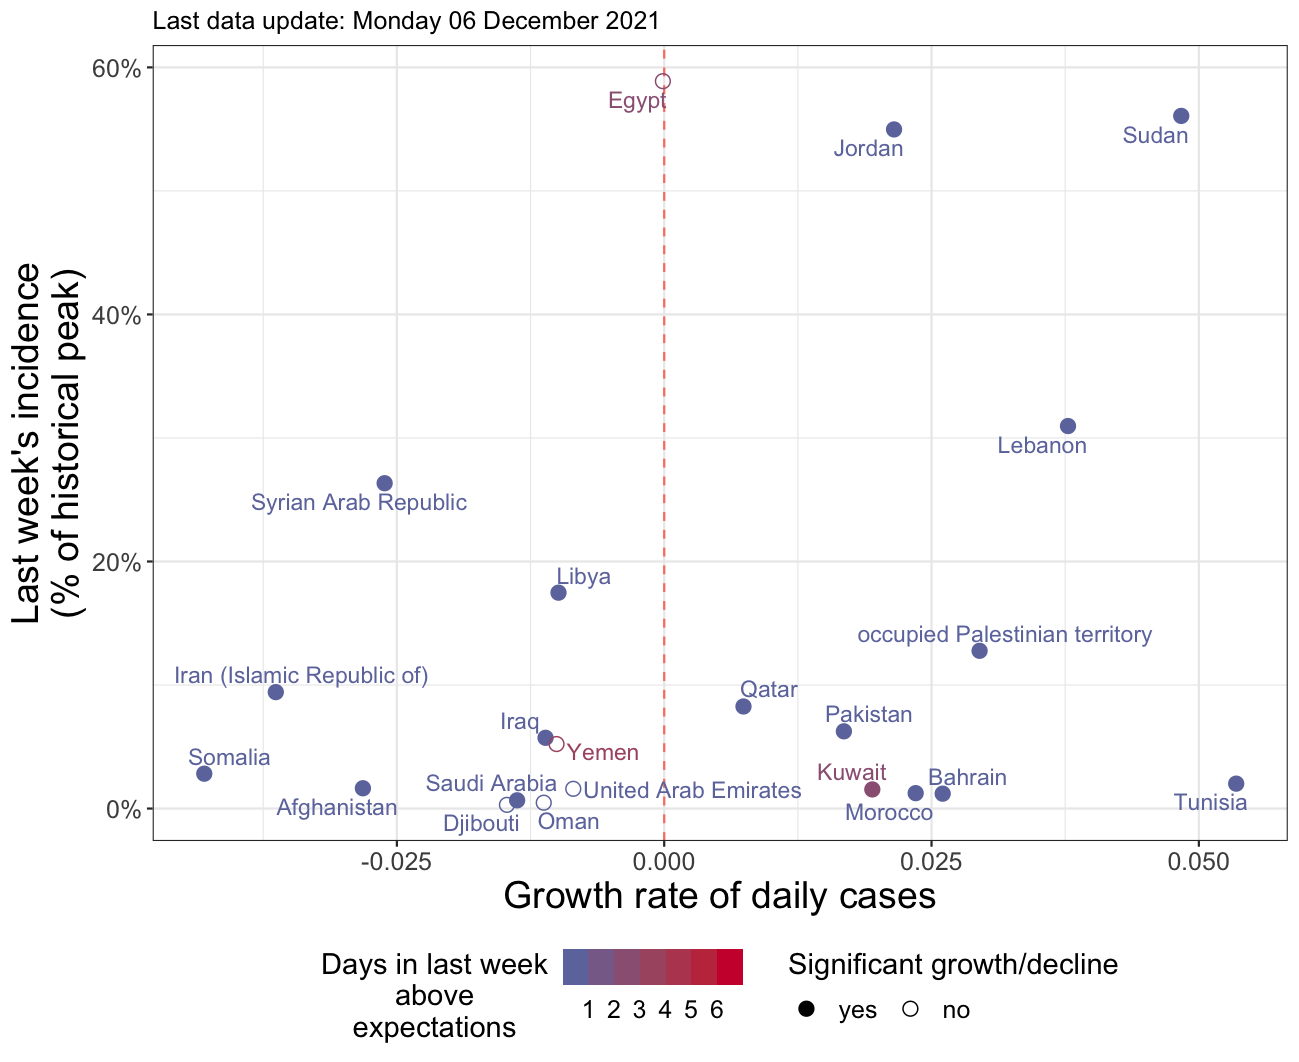 Last data update: Monday 06 December 2021
Last week's incidence
(% of historical peak)
60%
40%
20%
0%
Egypt
Jordan
Sudan
Lebanon
Syrian Arab Republic
Libya
occupied Palestinian territory
Iran (Islamic Republic of)
Qatar
Pakistan
Iraq
Yemen
Somalia
Kuwait
Bahrain
Saudi Arabia
United Arab Emirates
Afghanistan
Tunisia
Morocco
Djibouti
Oman
-0.025
0.000
0.025
0.050
Growth rate of daily cases
Days in last week
above
expectations
1 2 3 4 5 6
Significant growth/decline
yes
no